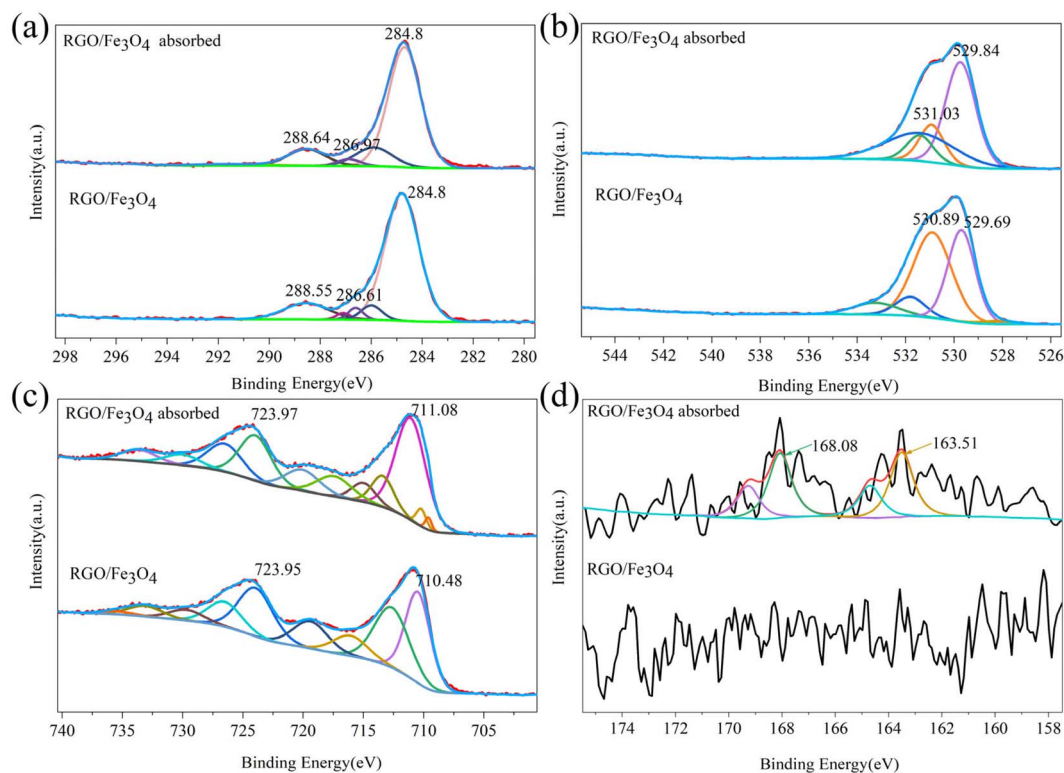 (a)
RGO/Fe3O4 absorbed
284.8
288.64
286.97
RGO/Fe3O4
284.8
288.55
286.61
Intensity(a.u.)
298 296 294 292 290 288 286 284 282 280
Binding Energy(eV)
(b)
RGO/Fe3O4 absorbed
529.84
531.03
RGO/Fe3O4
530.89
529.69
Intensity(a.u.)
544 542 540 538 536 534 532 530 528 526
Binding Energy(eV)
(c)
RGO/Fe3O4 absorbed
723.97
711.08
RGO/Fe3O4
723.95
710.48
Intensity(a.u.)
740 735 730 725 720 715 710 705
Binding Energy(eV)
(d)
RGO/Fe3O4 absorbed
168.08
163.51
RGO/Fe3O4
Intensity(a.u.)
174 172 170 168 166 164 162 160 158
Binding Energy(eV)